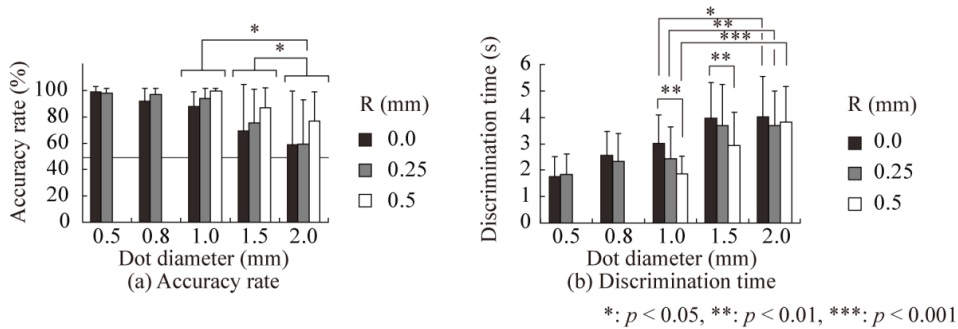 *
*
Accuracy rate (%)
100
80
60
40
20
0
0.5 0.8 1.0 1.5 2.0
Dot diameter (mm)
(a) Accuracy rate
R (mm)
0.0
0.25
0.5
*
**
***
**
**
Discrimination time (s)
6
5
4
3
2
1
0
0.5 0.8 1.0 1.5 2.0
Dot diameter (mm)
(b) Discrimination time
R (mm)
0.0
0.25
0.5
*: p < 0.05, **: p < 0.01, ***: p < 0.001